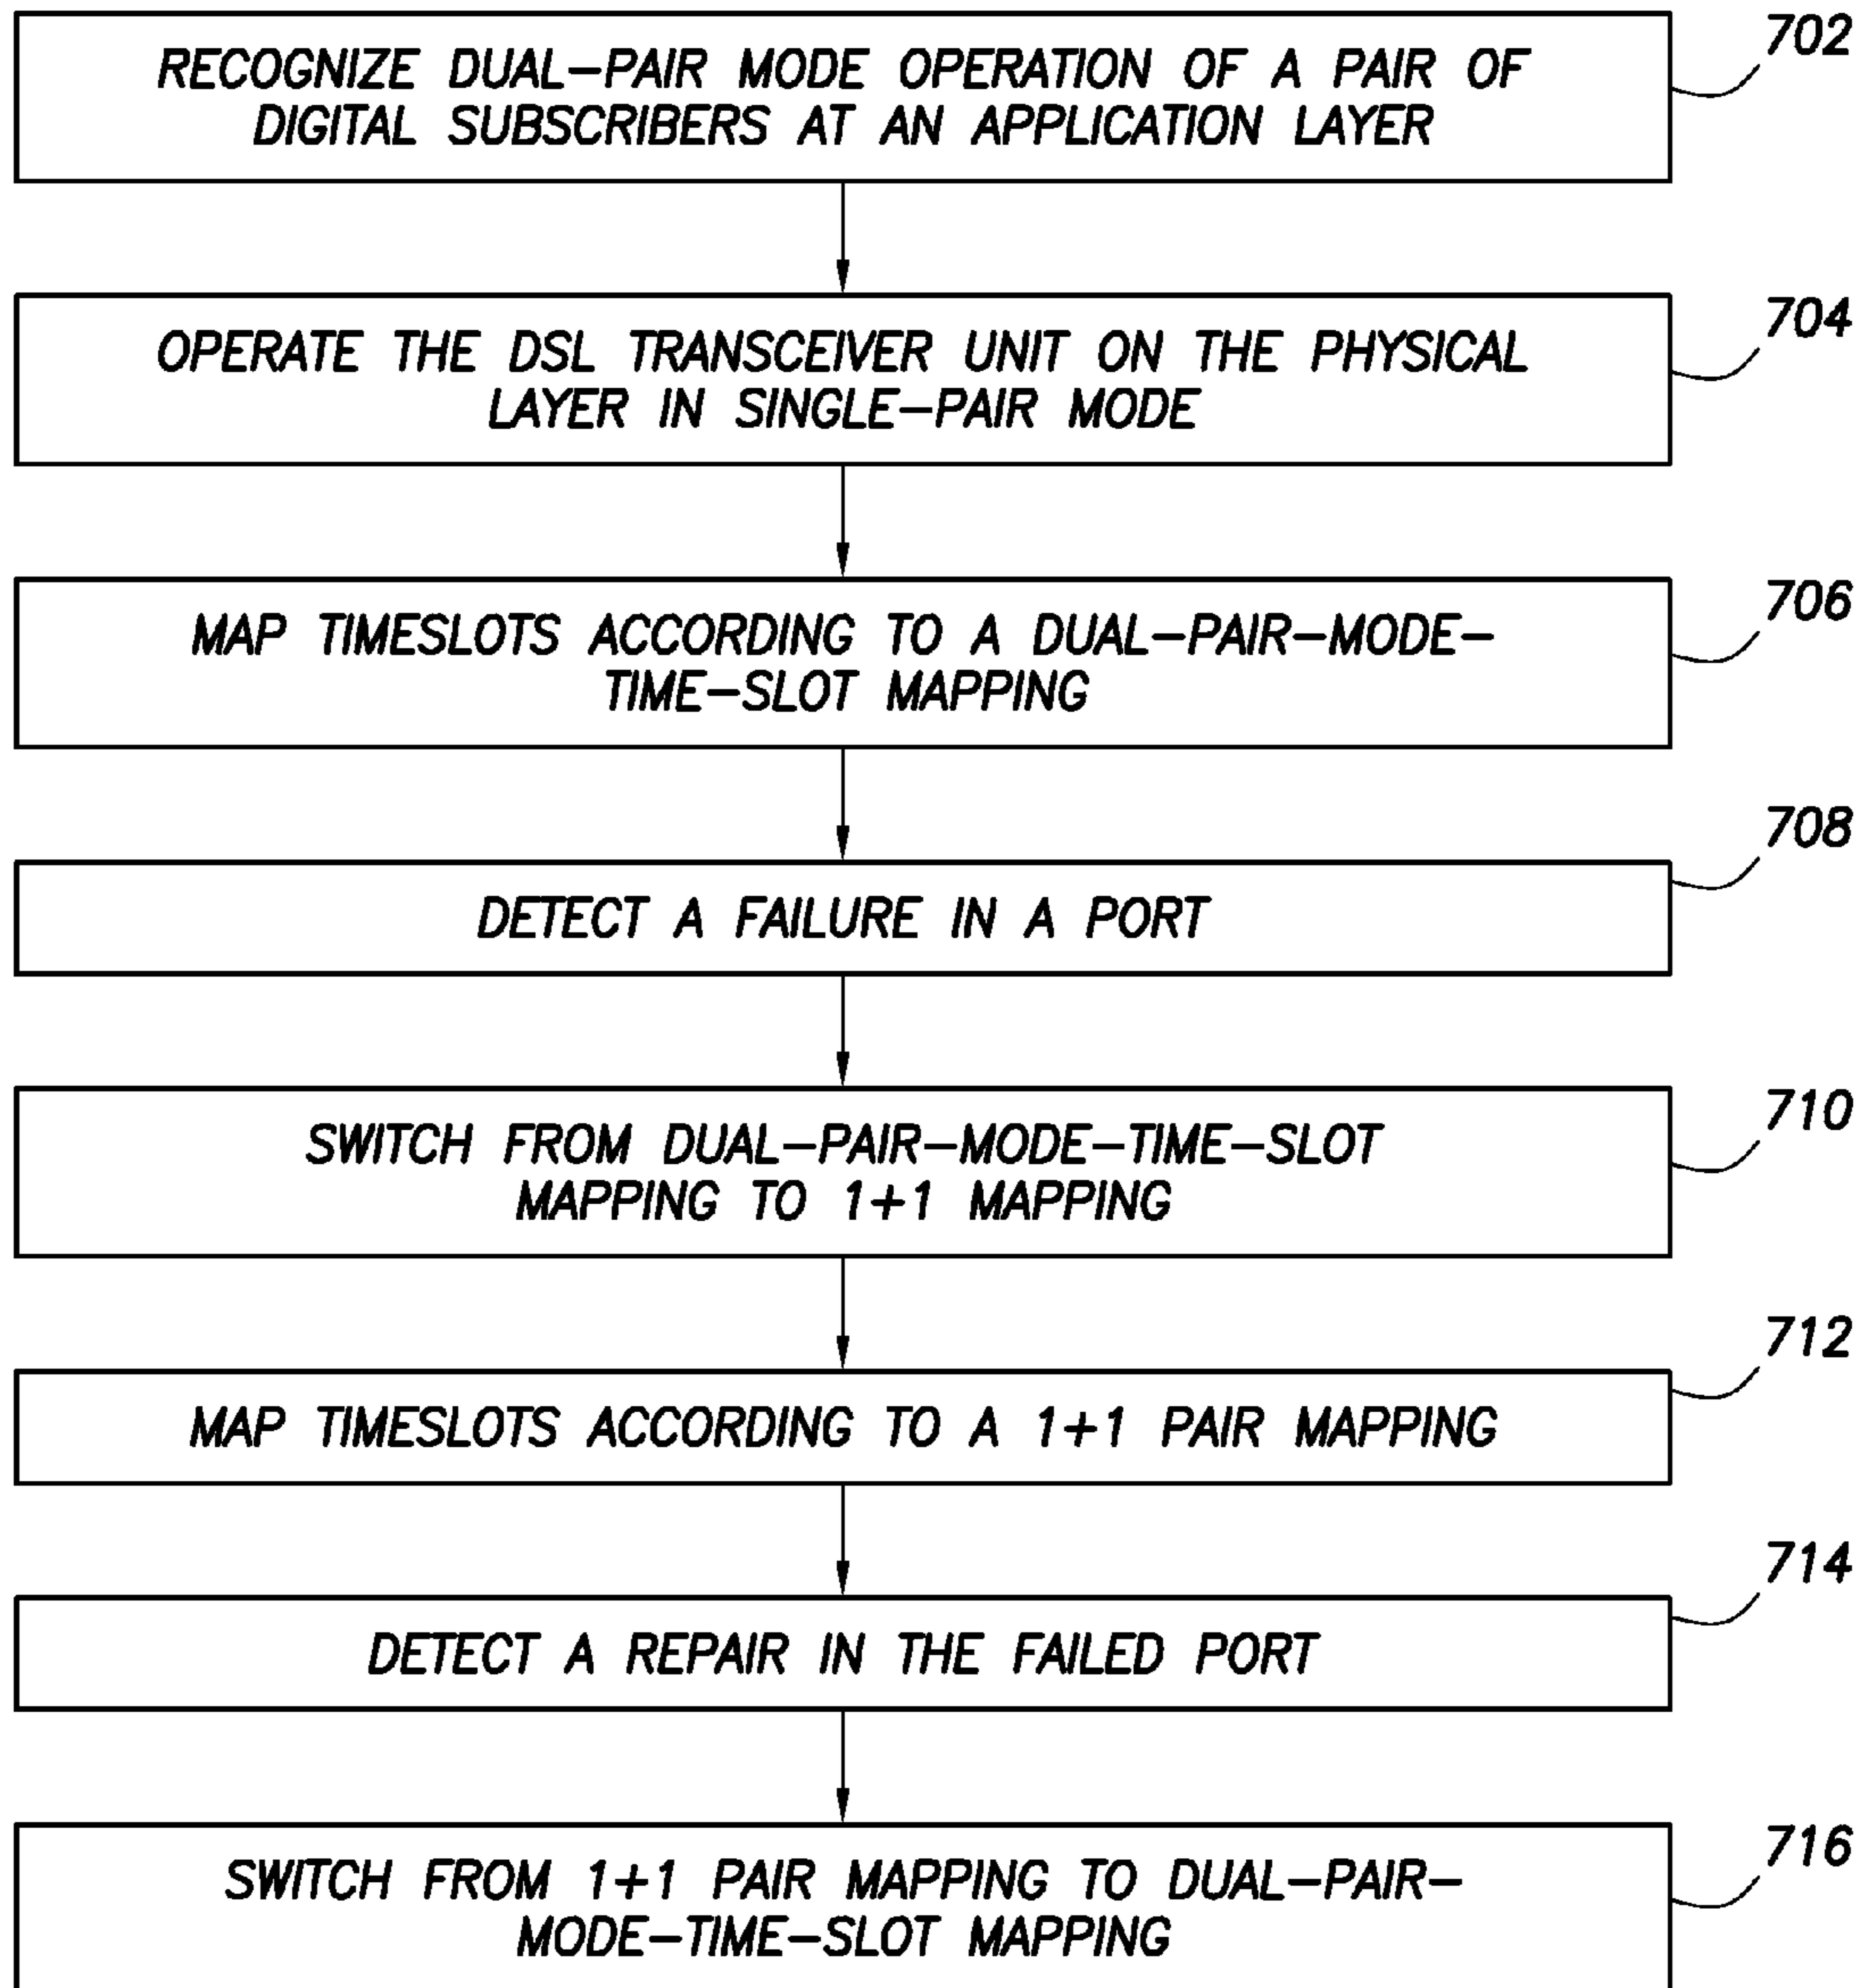 702
RECOGNIZE DUAL-PAIR MODE OPERATION OF A PAIR OF
DIGITAL SUBSCRIBERS AT AN APPLICATION LAYER
704
OPERATE THE DSL TRANSCEIVER UNIT ON THE PHYSICAL
LAYER IN SINGLE-PAIR MODE
706
MAP TIMESLOTS ACCORDING TO A DUAL-PAIR-MODE-
TIME-SLOT MAPPING
708
DETECT A FAILURE IN A PORT
710
SWITCH FROM DUAL-PAIR-MODE-TIME-SLOT
MAPPING TO 1+1 MAPPING
712
MAP TIMESLOTS ACCORDING TO A 1+1 PAIR MAPPING
714
DETECT A REPAIR IN THE FAILED PORT
716
SWITCH FROM 1+1 PAIR MAPPING TO DUAL-PAIR-
MODE-TIME-SLOT MAPPING